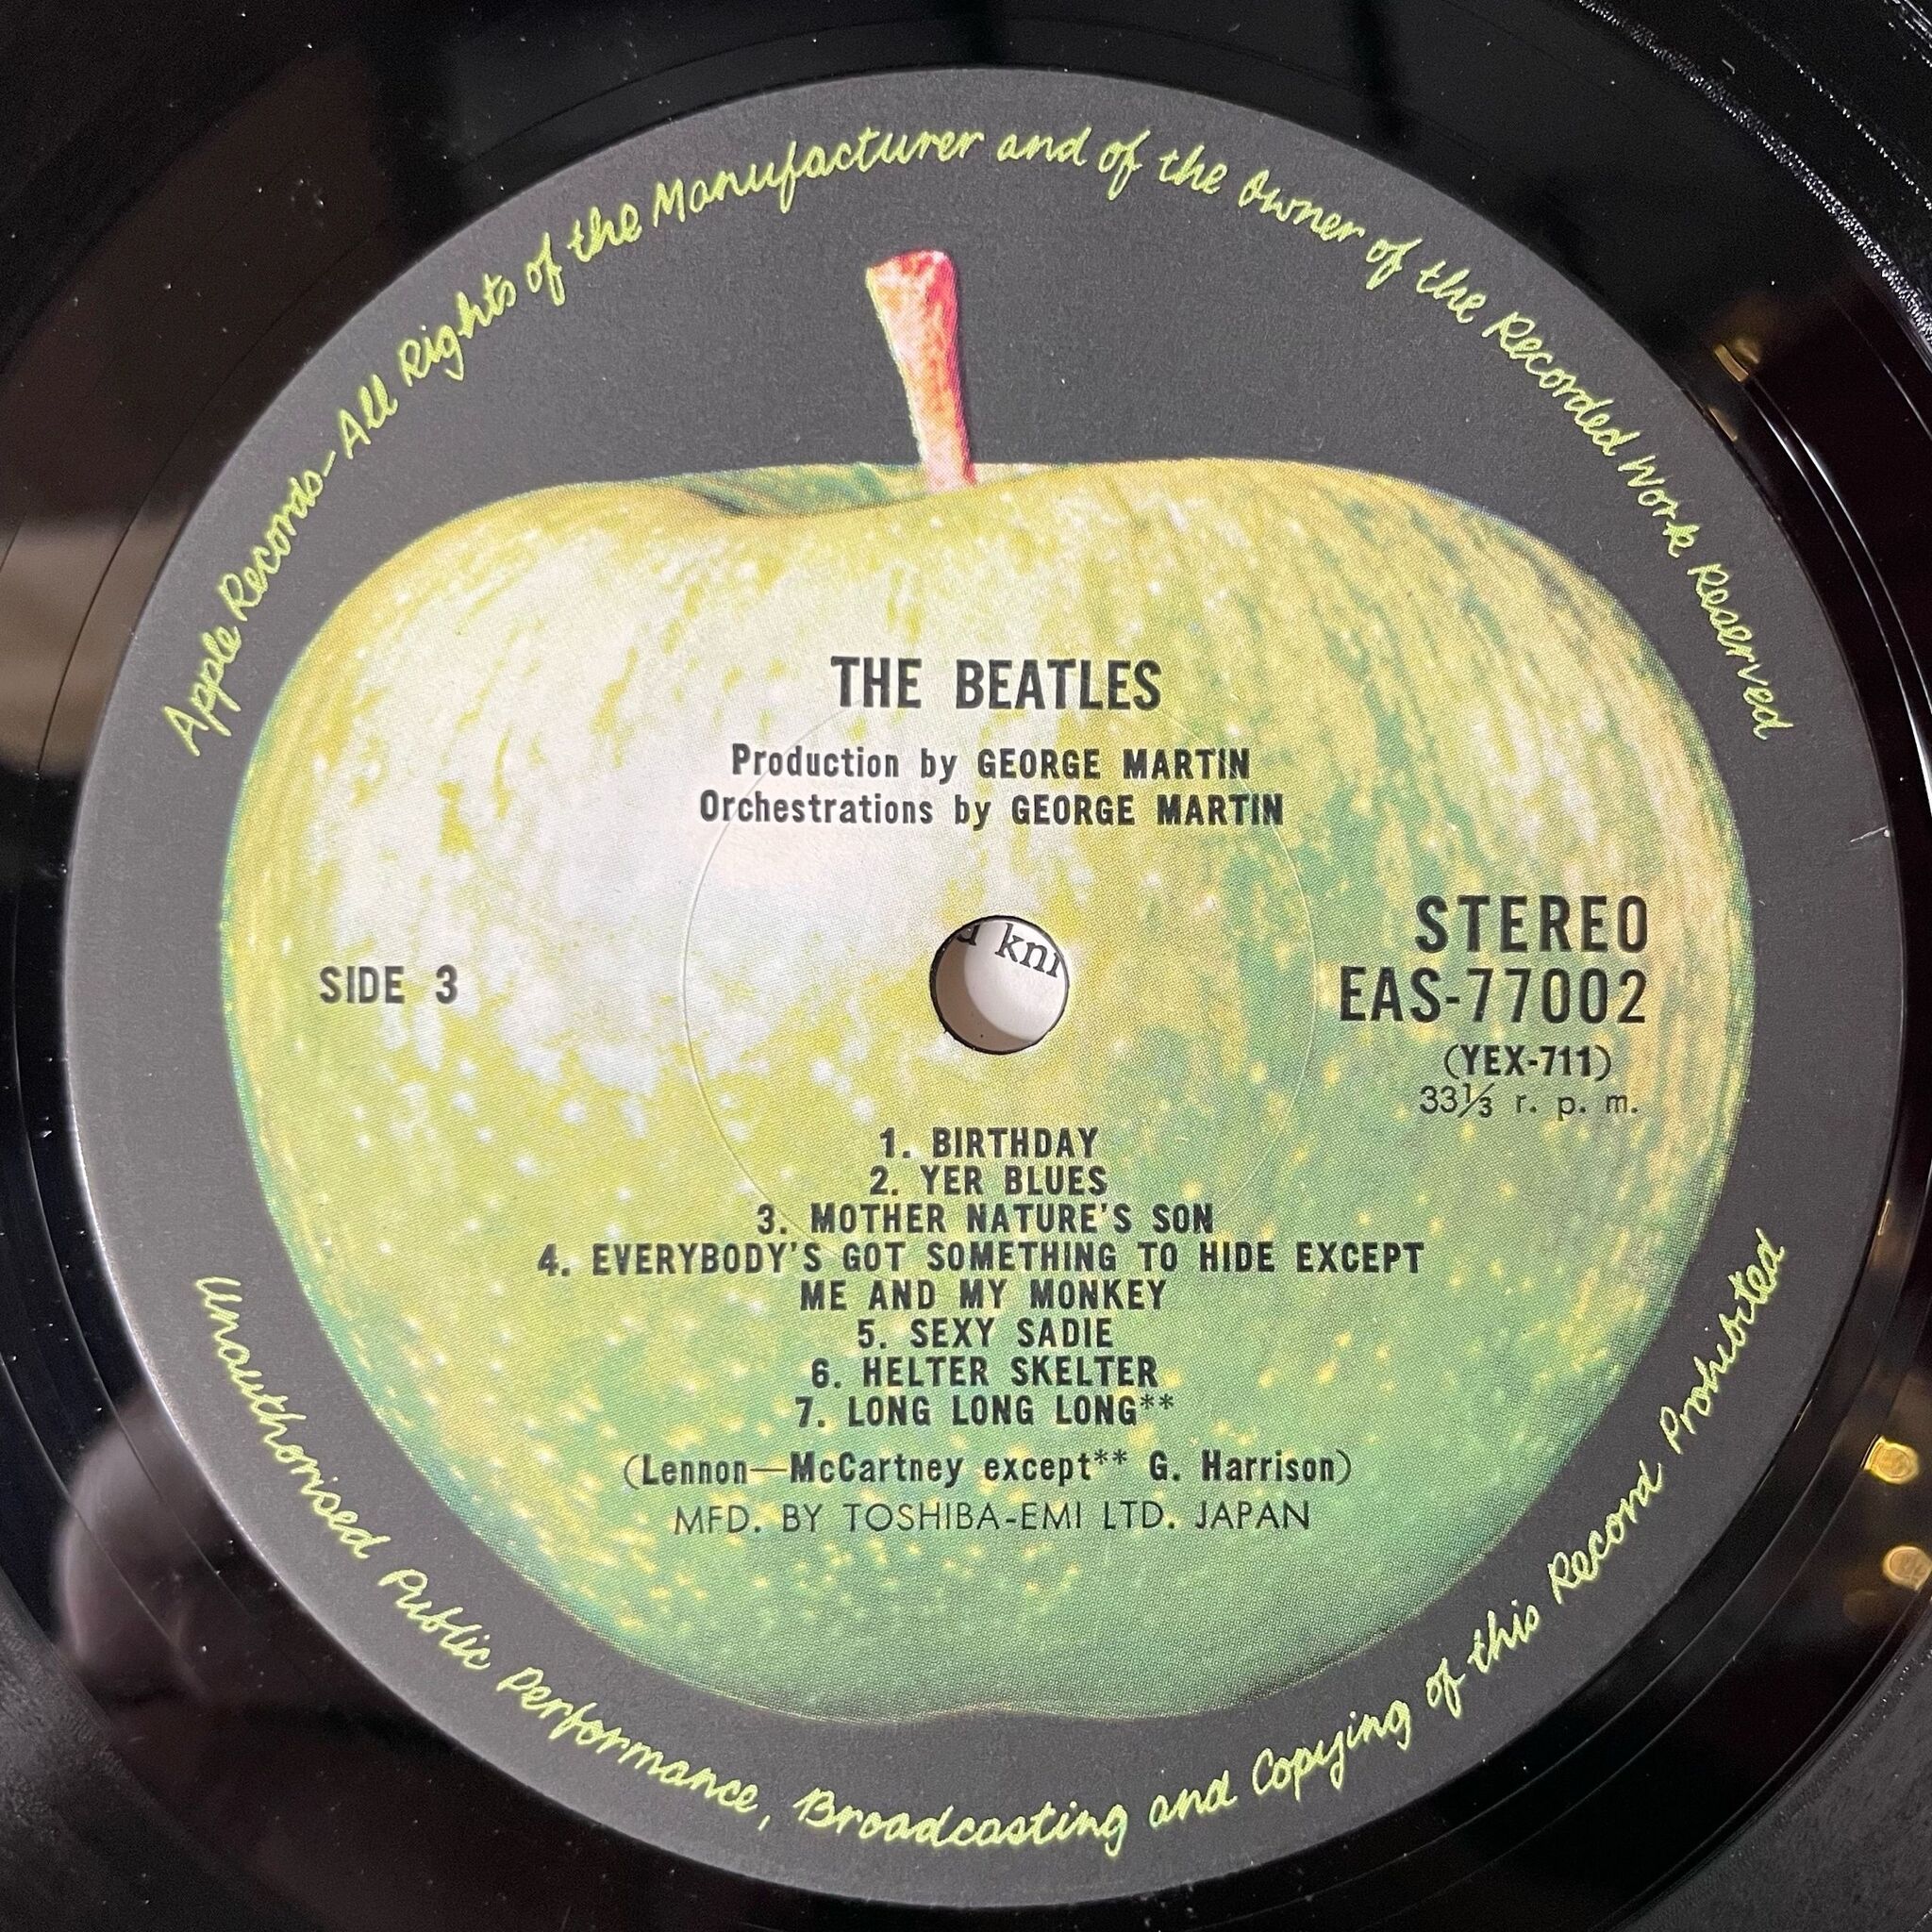 Apple Records-All Rights of the Manufacturer and of the Owner of the Recorded Work Reserved
THE BEATLES
Production by GEORGE MARTIN
Orchestrations by GEORGE MARTIN
SIDE 3
STEREO
EAS-77002
(YEX-711)
33⅓ r. p. m.
1. BIRTHDAY
2. YER BLUES
3. MOTHER NATURE'S SON
4. EVERYBODY'S GOT SOMETHING TO HIDE EXCEPT
ME AND MY MONKEY
5. SEXY SADIE
6. HELTER SKELTER
7. LONG LONG LONG**
(Lennon—McCartney except** G. Harrison)
MFD. BY TOSHIBA-EMI LTD. JAPAN
Unauthorised Public Performance, Broadcasting and Copying of this Record Prohibited